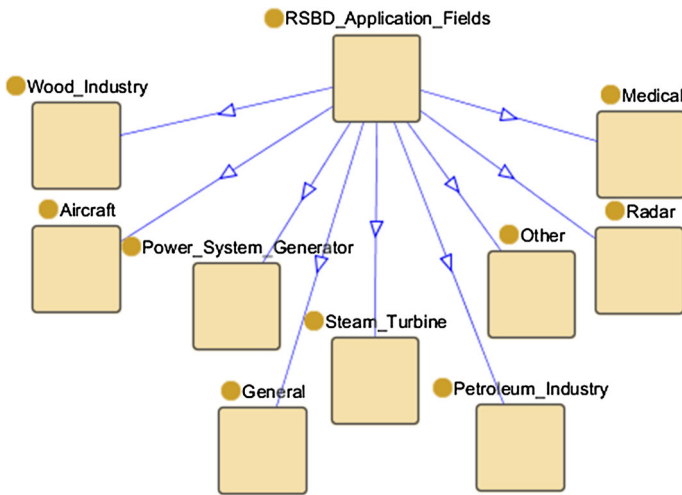 RSBD_Application_Fields
Wood_Industry
Medical
Aircraft
Radar
Power_System_Generator
Other
Steam_Turbine
General
Petroleum_Industry